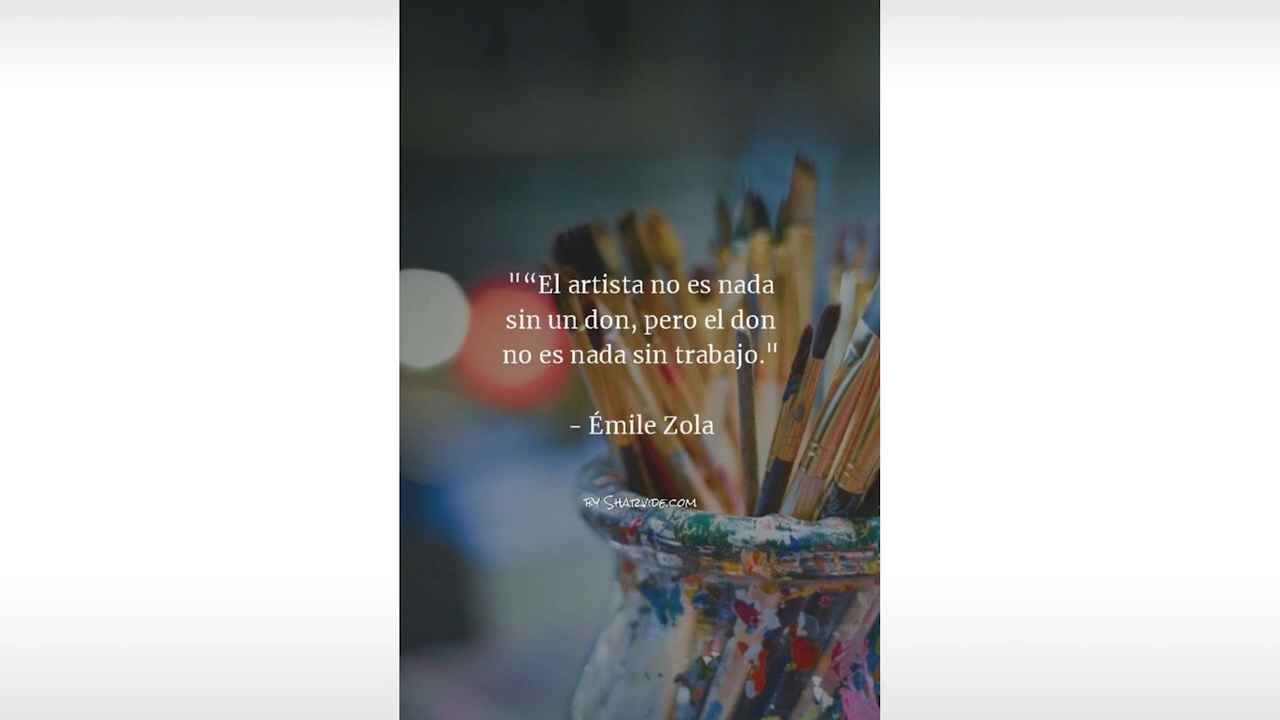 "“El artista no es nada
sin un don, pero el don
no es nada sin trabajo."
- Émile Zola
by Sharvide.com